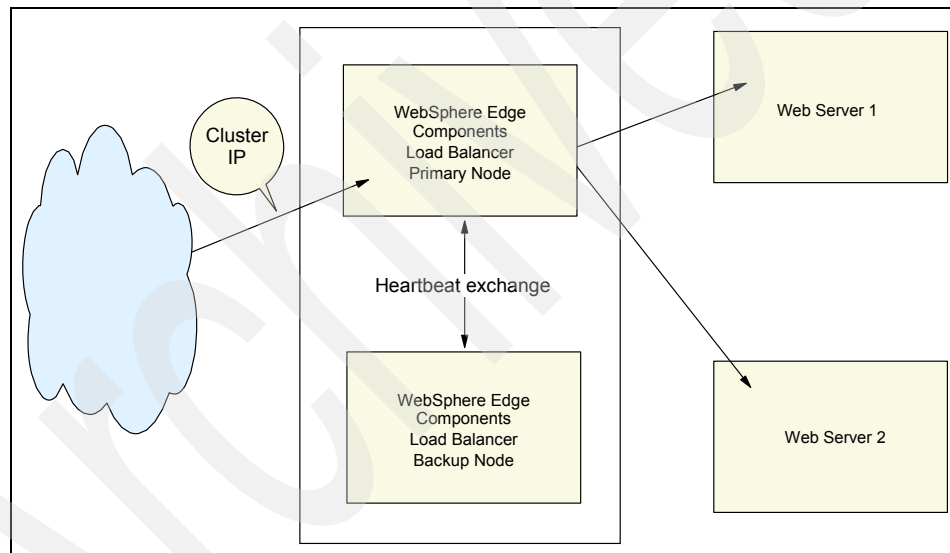 Cluster
IP
WebSphere Edge
Components
Load Balancer
Primary Node
Heartbeat exchange
WebSphere Edge
Components
Load Balancer
Backup Node
Web Server 1
Web Server 2